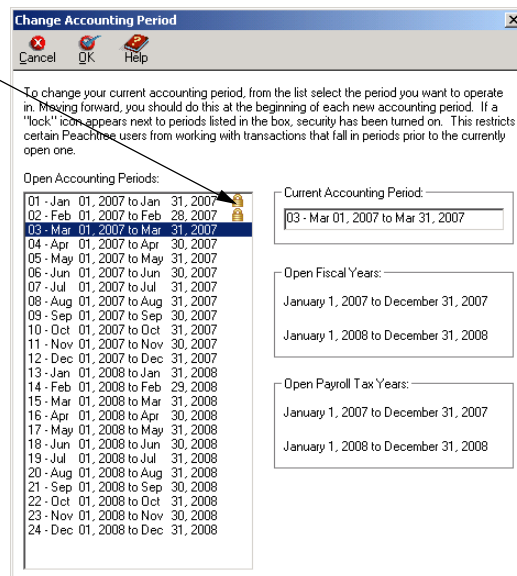 Change Accounting Period
Cancel OK Help
To change your current accounting period, from the list select the period you want to operate
in. Moving forward, you should do this at the beginning of each new accounting period. If a
"lock" icon appears next to periods listed in the box, security has been turned on. This restricts
certain Peachtree users from working with transactions that fall in periods prior to the currently
open one.
Open Accounting Periods:
01 - Jan 01, 2007 to Jan 31, 2007
02 - Feb 01, 2007 to Feb 28, 2007
03 - Mar 01, 2007 to Mar 31, 2007
04 - Apr 01, 2007 to Apr 30, 2007
05 - May 01, 2007 to May 31, 2007
06 - Jun 01, 2007 to Jun 30, 2007
07 - Jul 01, 2007 to Jul 31, 2007
08 - Aug 01, 2007 to Aug 31, 2007
09 - Sep 01, 2007 to Sep 30, 2007
10 - Oct 01, 2007 to Oct 31, 2007
11 - Nov 01, 2007 to Nov 30, 2007
12 - Dec 01, 2007 to Dec 31, 2007
13 - Jan 01, 2008 to Jan 31, 2008
14 - Feb 01, 2008 to Feb 29, 2008
15 - Mar 01, 2008 to Mar 31, 2008
16 - Apr 01, 2008 to Apr 30, 2008
17 - May 01, 2008 to May 31, 2008
18 - Jun 01, 2008 to Jun 30, 2008
19 - Jul 01, 2008 to Jul 31, 2008
20 - Aug 01, 2008 to Aug 31, 2008
21 - Sep 01, 2008 to Sep 30, 2008
22 - Oct 01, 2008 to Oct 31, 2008
23 - Nov 01, 2008 to Nov 30, 2008
24 - Dec 01, 2008 to Dec 31, 2008
Current Accounting Period:
03 - Mar 01, 2007 to Mar 31, 2007
Open Fiscal Years:
January 1, 2007 to December 31, 2007
January 1, 2008 to December 31, 2008
Open Payroll Tax Years:
January 1, 2007 to December 31, 2007
January 1, 2008 to December 31, 2008